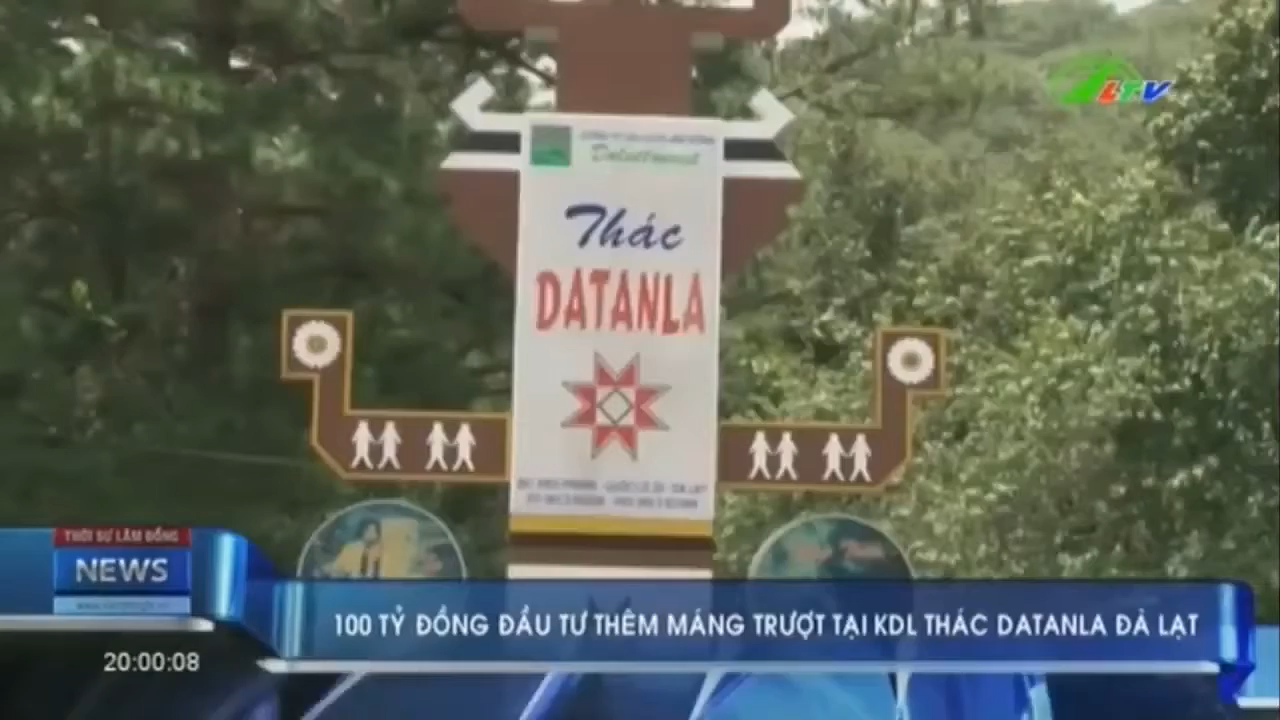 LTV
Thác
DATANLA
THỜI SỰ LÂM ĐỒNG
NEWS
100 TỶ ĐỒNG ĐẦU TƯ THÊM MÁNG TRƯỢT TẠI KDL THÁC DATANLA ĐÀ LẠT
20:00:08